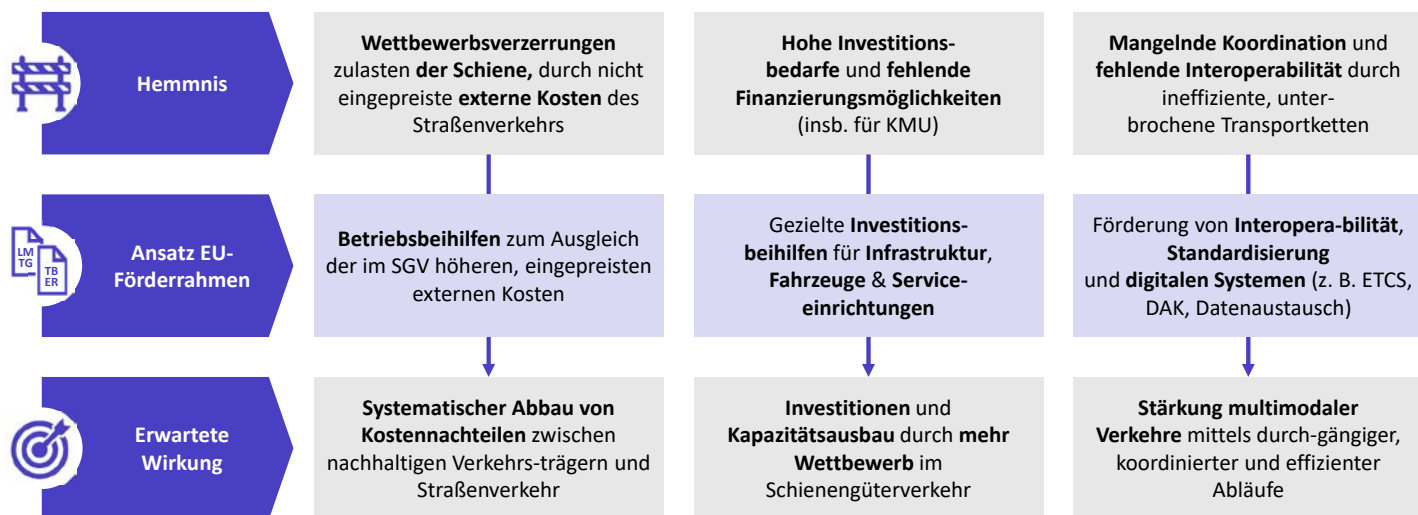 Hemmnis
Wettbewerbsverzerrungen
zulasten der Schiene, durch nicht
eingepreiste externe Kosten des
Straßenverkehrs
Hohe Investitions-
bedarfe und fehlende
Finanzierungsmöglichkeiten
(insb. für KMU)
Mangelnde Koordination und
fehlende Interoperabilität durch
ineffiziente, unter-
brochene Transportketten
LM
TG
TB
ER
Ansatz EU-
Förderrahmen
Betriebsbeihilfen zum Ausgleich
der im SGV höheren, eingepreisten
externen Kosten
Gezielte Investitions-
beihilfen für Infrastruktur,
Fahrzeuge & Service-
einrichtungen
Förderung von Interopera-bilität,
Standardisierung
und digitalen Systemen (z. B. ETCS,
DAK, Datenaustausch)
Erwartete
Wirkung
Systematischer Abbau von
Kostennachteilen zwischen
nachhaltigen Verkehrs-trägern und
Straßenverkehr
Investitionen und
Kapazitätsausbau durch mehr
Wettbewerb im
Schienengüterverkehr
Stärkung multimodaler
Verkehre mittels durch-gängiger,
koordinierter und effizienter
Abläufe